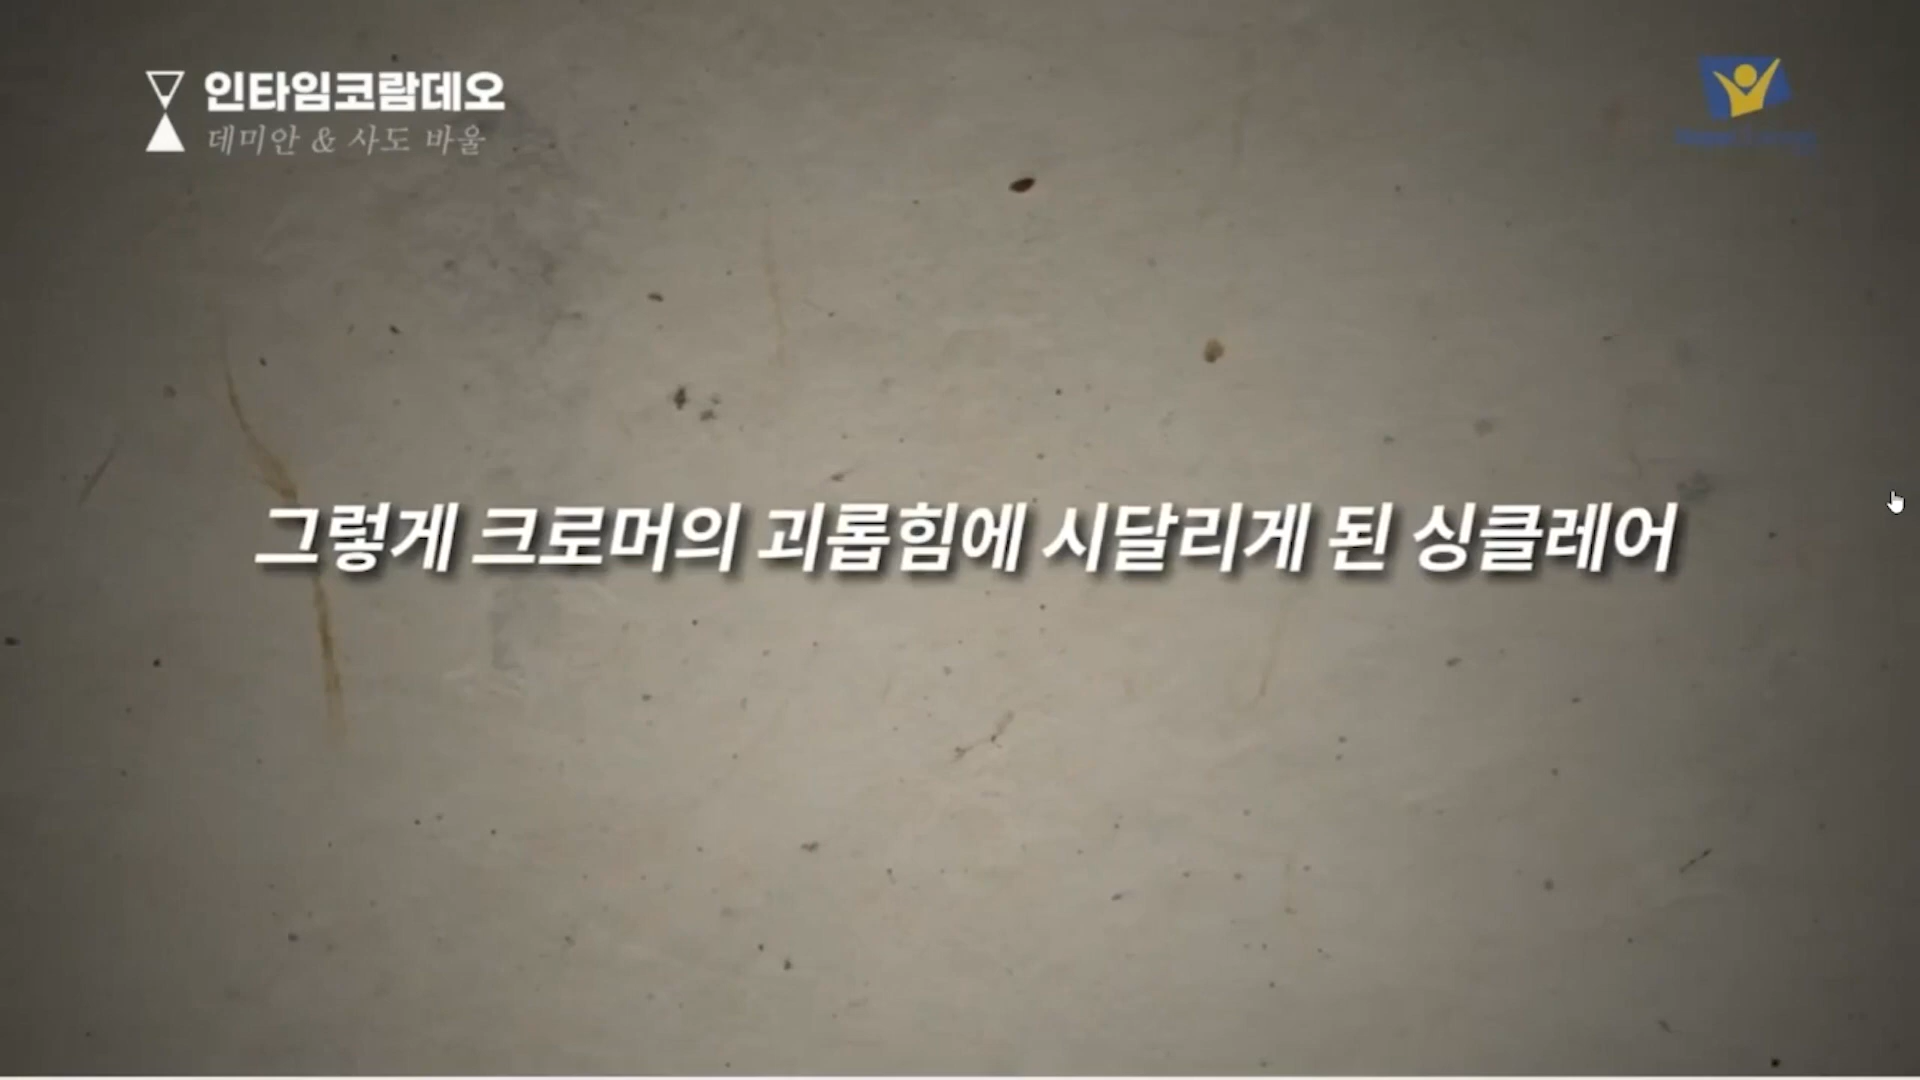 인타임코람데오
데미안 & 사도 바울
그렇게 크로머의 괴롭힘에 시달리게 된 싱클레어